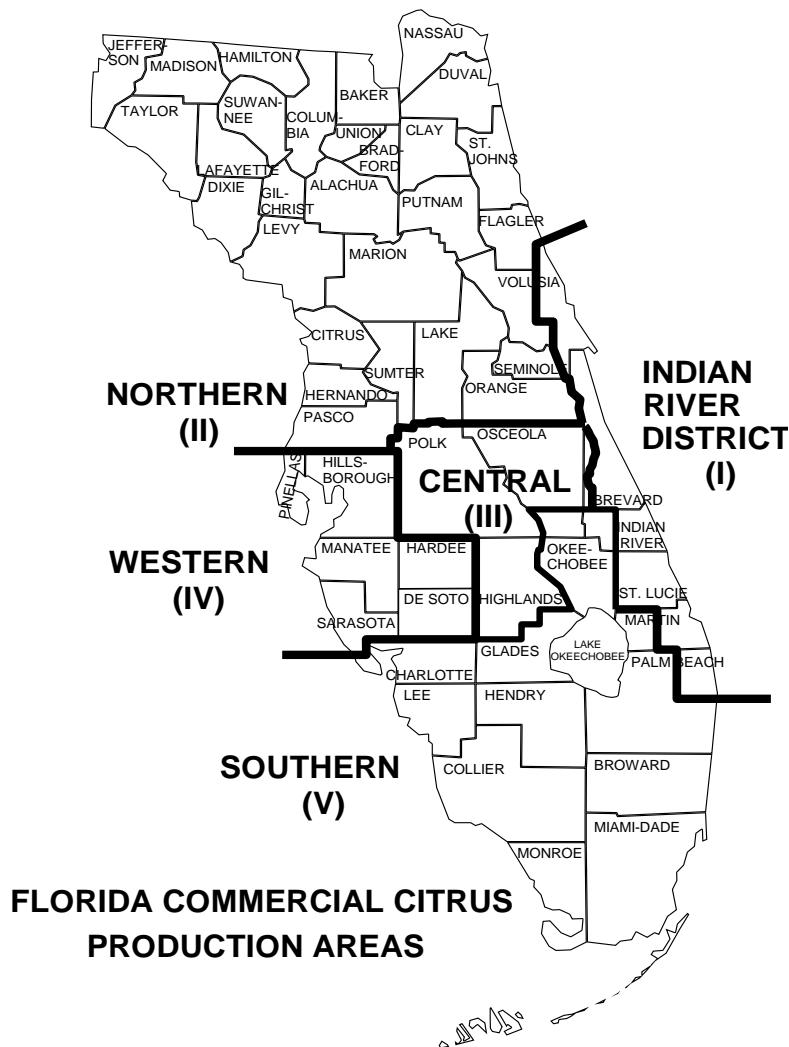 NASSAU
JEFFER-
SON
MADISON
HAMILTON
DUVAL
BAKER
TAYLOR
SUWAN-
NEE
COLUM-
BIA
UNION
BRAD-
FORD
CLAY
ST.
JOHNS
LAFAYETTE
DIXIE
GIL-
CHRIST
ALACHUA
PUTNAM
FLAGLER
LEVY
MARION
VOLUSIA
CITRUS
LAKE
SUMTER
SEMINOLE
HERNANDO
ORANGE
PASCO
NORTHERN
(II)
INDIAN
RIVER
DISTRICT
(I)
POLK
OSCEOLA
HILLS-
BOROUGH
PINELLAS
CENTRAL
(III)
BREVARD
INDIAN
RIVER
WESTERN
(IV)
MANATEE
HARDEE
OKEE-
CHOBEE
DE SOTO
HIGHLANDS
ST. LUCIE
SARASOTA
MARTIN
GLADES
LAKE
OKEECHOBEE
PALM BEACH
CHARLOTTE
LEE
HENDRY
SOUTHERN
(V)
COLLIER
BROWARD
MIAMI-DADE
MONROE
FLORIDA COMMERCIAL CITRUS
PRODUCTION AREAS